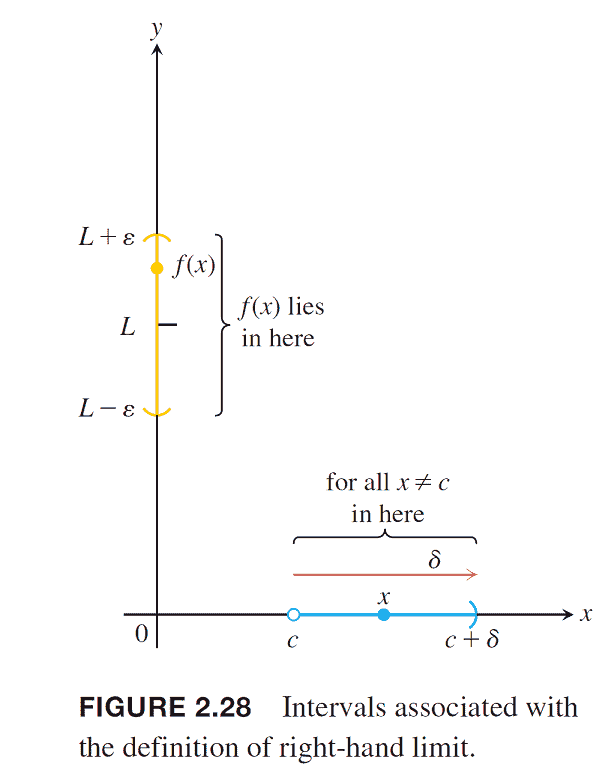 y
L + ε
f(x)
L
f(x) lies
in here
L − ε
for all x ≠ c
in here
δ
x
x
0
c
c + δ
FIGURE 2.28 Intervals associated with
the definition of right-hand limit.